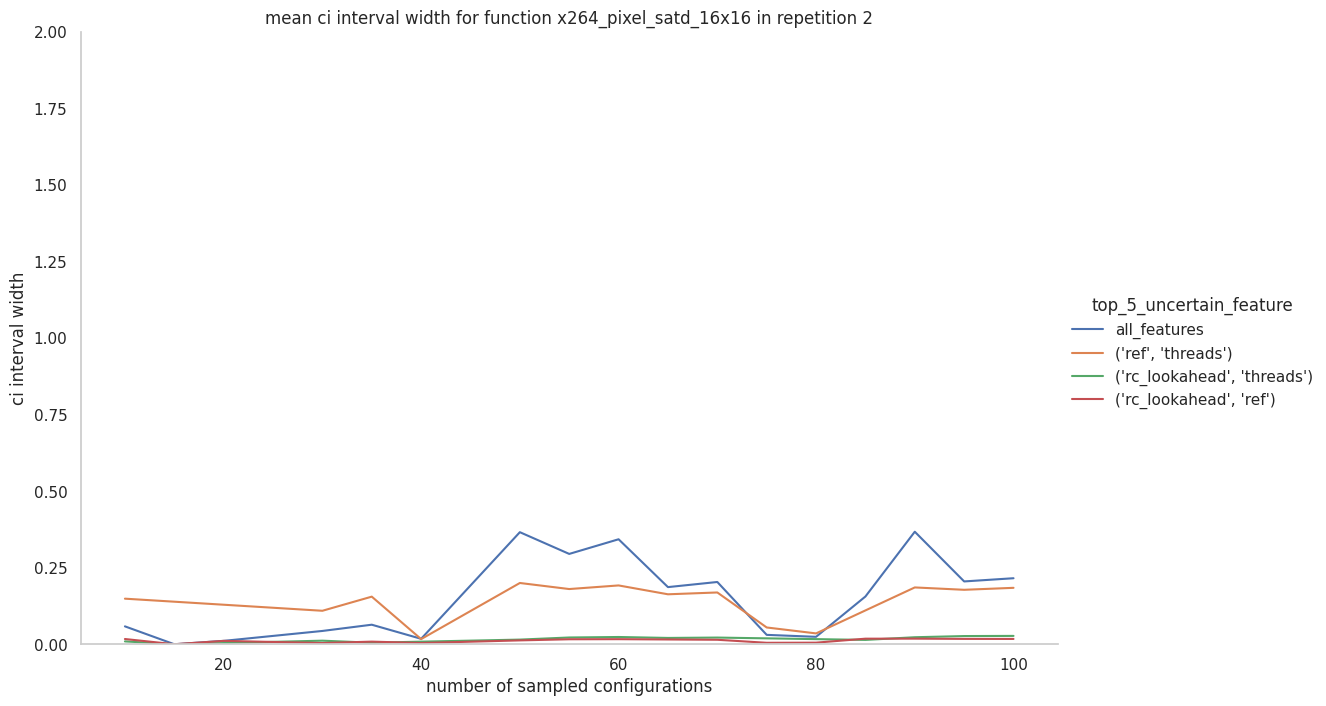 mean ci interval width for function x264_pixel_satd_16x16 in repetition 2
2.00
1.75
1.50
1.25
1.00
0.75
0.50
0.25
0.00
ci interval width
20
40
60
80
100
number of sampled configurations
top_5_uncertain_feature
all_features
('ref', 'threads')
('rc_lookahead', 'threads')
('rc_lookahead', 'ref')